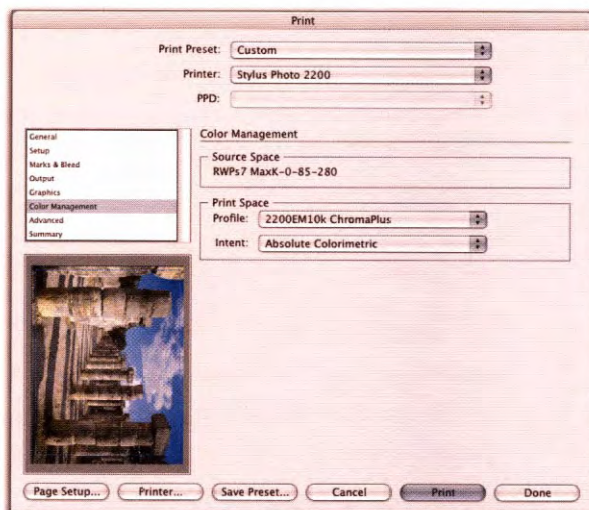 Print
Print Preset: Custom
Printer: Stylus Photo 2200
PPD:
General
Setup
Marks & Bleed
Output
Graphics
Color Management
Advanced
Summary
Color Management
Source Space
RWPs7 MaxK-0-85-280
Print Space
Profile: 2200EM10k ChromaPlus
Intent: Absolute Colorimetric
Page Setup... Printer... Save Preset... Cancel Print Done